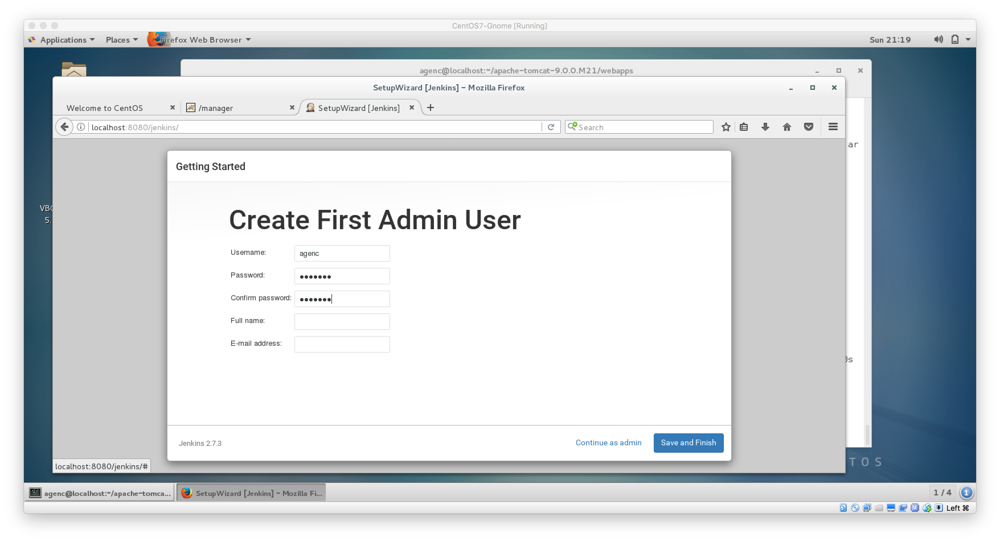 CentOS7-Gnome [Running]
Applications Places Firefox Web Browser Sun 21:19
agenc@localhost:~/apache-tomcat-9.0.0.M21/webapps
SetupWizard [Jenkins] – Mozilla Firefox
Welcome to CentOS /manager SetupWizard [Jenkins]
localhost:8080/jenkins/ Search
ar
Getting Started
VBO
5.
Create First Admin User
Username: agenc
Password: •••••••
Confirm password: •••••••
Full name:
E-mail address:
0s
Jenkins 2.7.3 Continue as admin Save and Finish
localhost:8080/jenkins/#
TOS
agenc@localhost:~/apache-tomca... SetupWizard [Jenkins] – Mozilla Fi... 1 / 4 1
Left ⌘